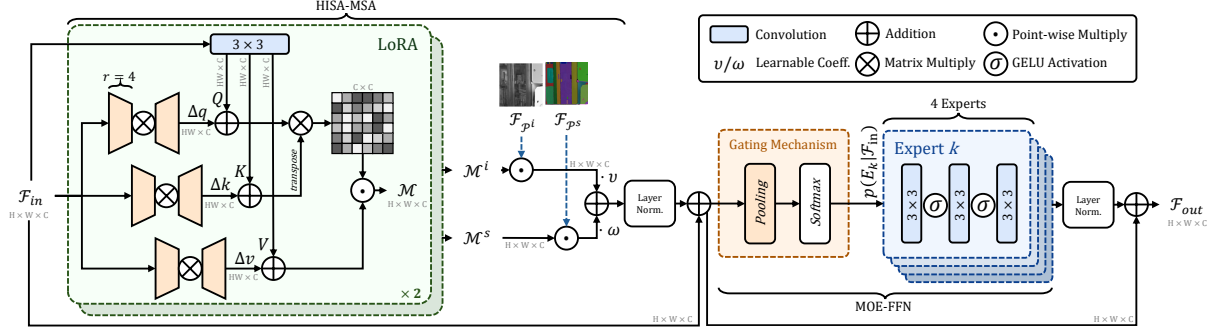 HISA-MSA
LoRA
3 × 3
HW × C
HW × C
HW × C
r = 4
Q
Δq
HW × C
C × C
K
Δk
HW × C
transpose
V
Δv
HW × C
ℱin
H × W × C
ℳ
H × W × C
× 2
ℳⁱ
ℳˢ
H × W × C
ℱ𝒫ⁱ
ℱ𝒫ˢ
H × W × C
· υ
· ω
Layer
Norm.
Convolution
Addition
Point-wise Multiply
υ/ω
Learnable Coeff.
Matrix Multiply
σ
GELU Activation
Gating Mechanism
Pooling
Softmax
p(Eₖ|ℱin)
4 Experts
Expert k
3 × 3
σ
3 × 3
σ
3 × 3
MOE-FFN
Layer
Norm.
ℱout
H × W × C
H × W × C
H × W × C